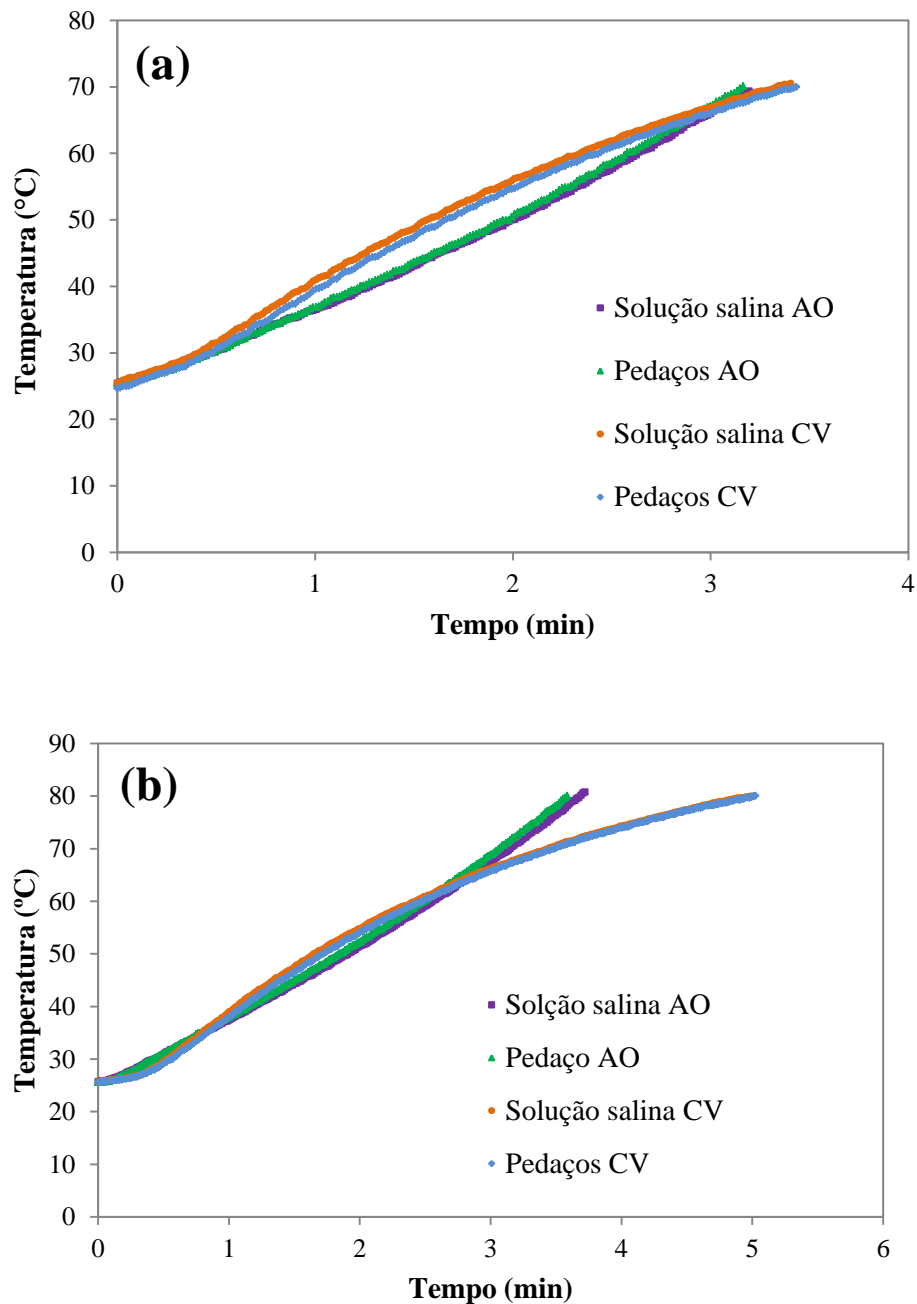 (a)
Temperatura (°C)
80
70
60
50
40
30
20
10
0
Solução salina AO
Pedaços AO
Solução salina CV
Pedaços CV
0 1 2 3 4
Tempo (min)
(b)
Temperatura (ºC)
90
80
70
60
50
40
30
20
10
0
Solção salina AO
Pedaço AO
Solução salina CV
Pedaços CV
0 1 2 3 4 5 6
Tempo (min)